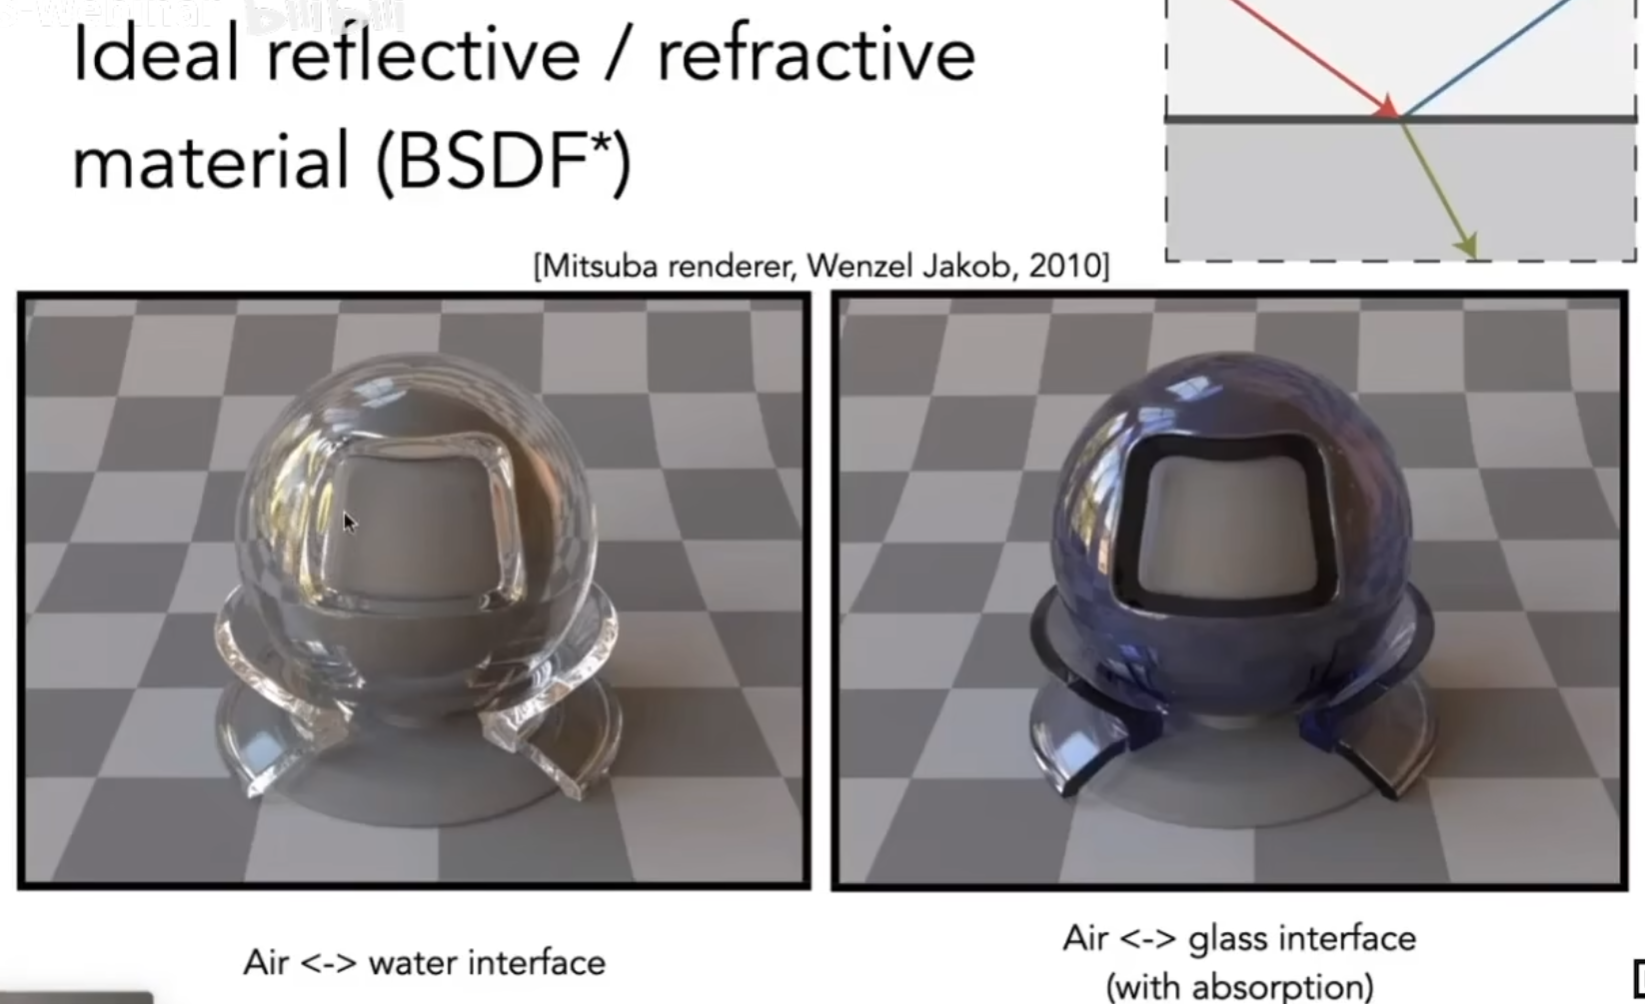 Ideal reflective / refractive
material (BSDF*)
[Mitsuba renderer, Wenzel Jakob, 2010]
Air <-> water interface
Air <-> glass interface
(with absorption)